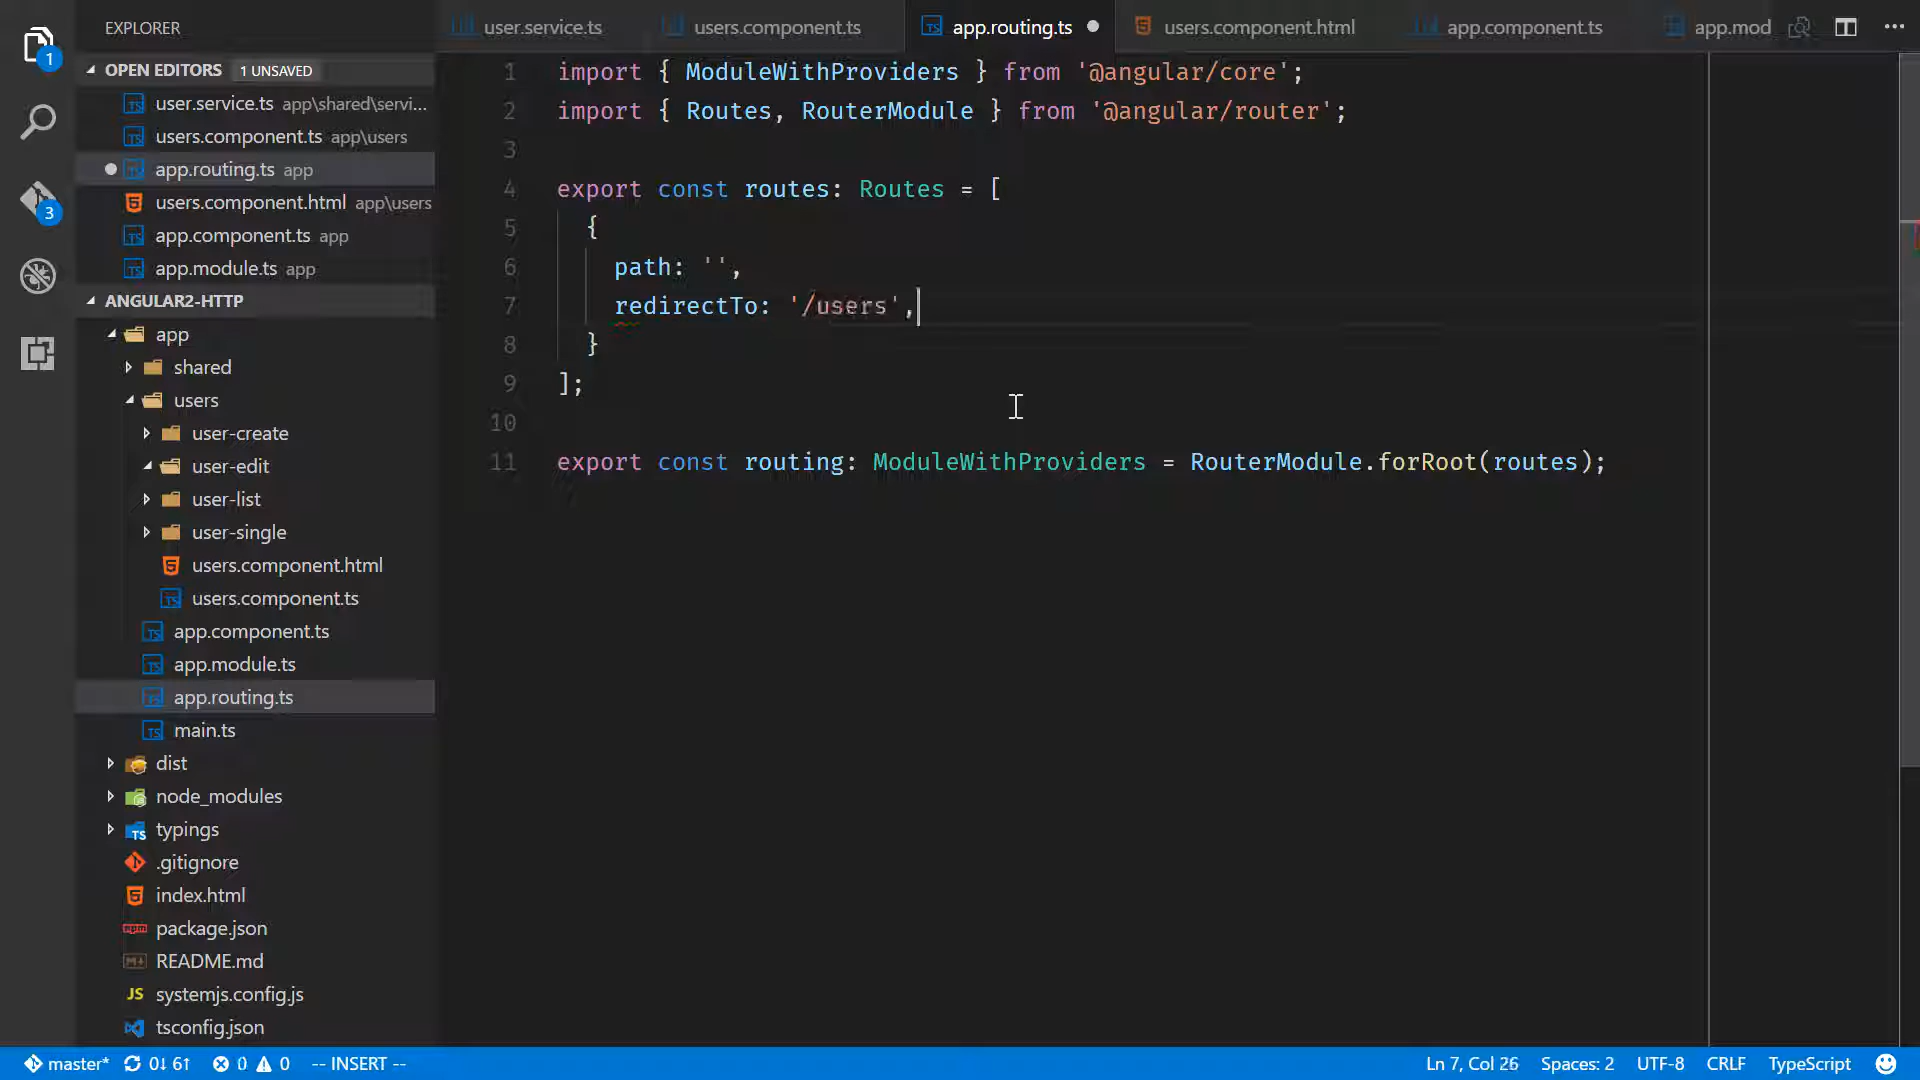 EXPLORER
user.service.ts
users.component.ts
app.routing.ts
users.component.html
app.component.ts
app.mod
1
OPEN EDITORS 1 UNSAVED
user.service.ts app\shared\servi...
users.component.ts app\users
app.routing.ts app
users.component.html app\users
app.component.ts app
app.module.ts app
3
ANGULAR2-HTTP
app
shared
users
user-create
user-edit
user-list
user-single
users.component.html
users.component.ts
app.component.ts
app.module.ts
app.routing.ts
main.ts
dist
node_modules
typings
.gitignore
index.html
package.json
README.md
systemjs.config.js
tsconfig.json
1 import { ModuleWithProviders } from '@angular/core';
2 import { Routes, RouterModule } from '@angular/router';
3
4 export const routes: Routes = [
5 {
6 path: '',
7 redirectTo: '/users',
8 }
9 ];
10
11 export const routing: ModuleWithProviders = RouterModule.forRoot(routes);
master* 0↓ 6↑ 0 0 -- INSERT -- Ln 7, Col 26 Spaces: 2 UTF-8 CRLF TypeScript